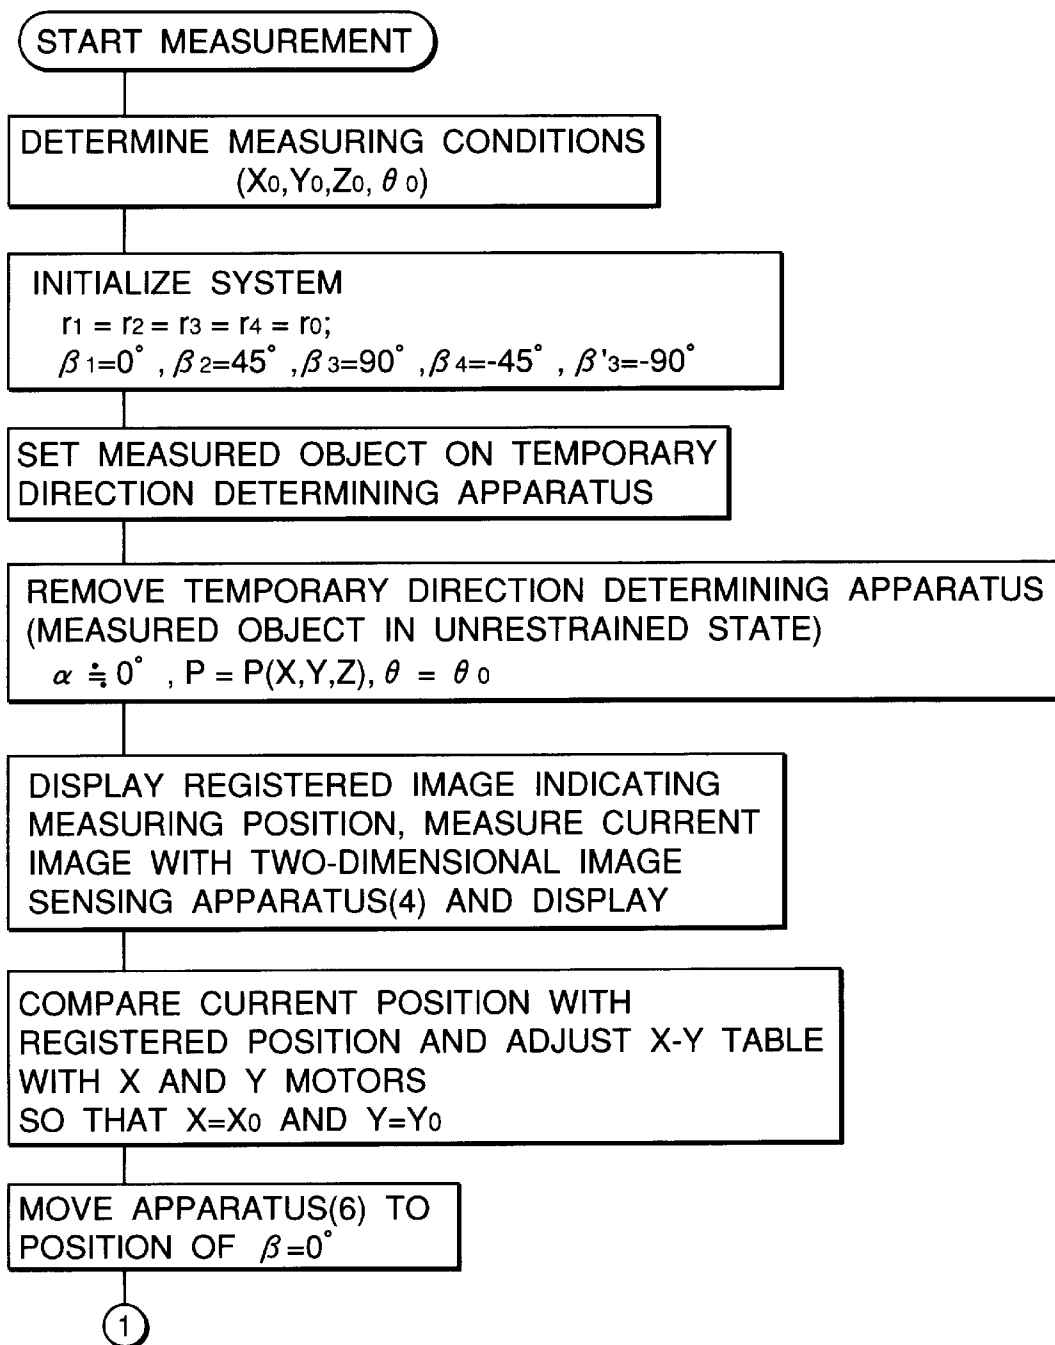 START MEASUREMENT
DETERMINE MEASURING CONDITIONS
(X0,Y0,Z0, θ 0)
INITIALIZE SYSTEM
r1 = r2 = r3 = r4 = r0;
β1=0° , β2=45° , β3=90° , β4=-45° , β'3=-90°
SET MEASURED OBJECT ON TEMPORARY
DIRECTION DETERMINING APPARATUS
REMOVE TEMPORARY DIRECTION DETERMINING APPARATUS
(MEASURED OBJECT IN UNRESTRAINED STATE)
α ≒ 0° , P = P(X,Y,Z), θ = θ 0
DISPLAY REGISTERED IMAGE INDICATING
MEASURING POSITION, MEASURE CURRENT
IMAGE WITH TWO-DIMENSIONAL IMAGE
SENSING APPARATUS(4) AND DISPLAY
COMPARE CURRENT POSITION WITH
REGISTERED POSITION AND ADJUST X-Y TABLE
WITH X AND Y MOTORS
SO THAT X=X0 AND Y=Y0
MOVE APPARATUS(6) TO
POSITION OF β=0°
1